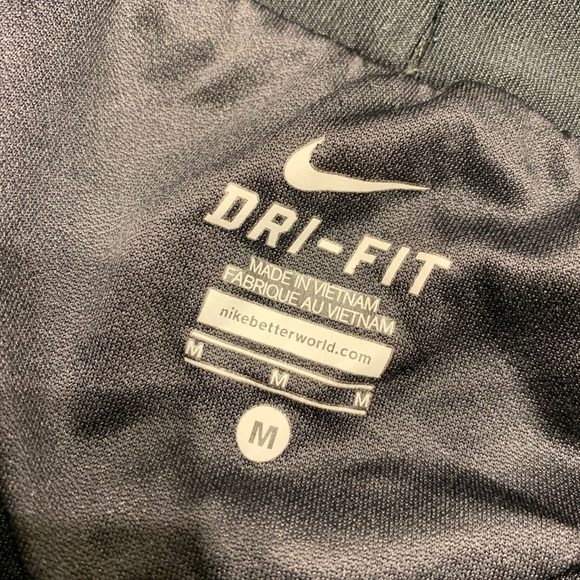 DRI-FIT
MADE IN VIETNAM
FABRIQUE AU VIETNAM
nikebetterworld.com
M M M
M